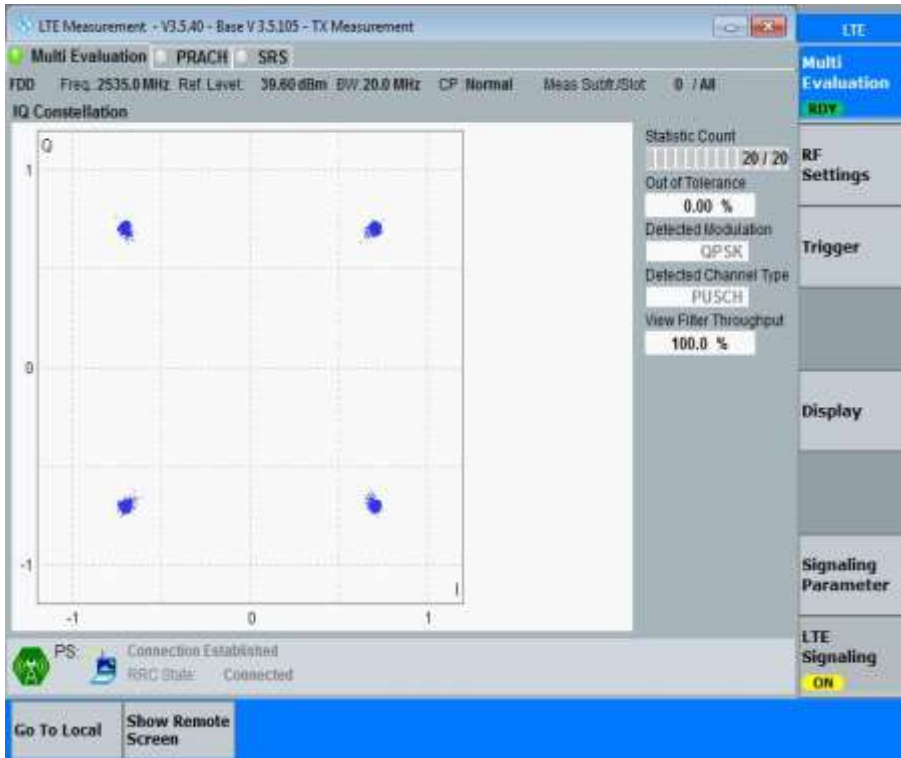 LTE Measurement - V3.5.40 - Base V 3.5.105 - TX Measurement
LTE
Multi Evaluation PRACH SRS
FDD Freq.: 2535.0 MHz Ref. Level: 39.60 dBm BW: 20.0 MHz CP: Normal Meas Subfr./Slot: 0 / All
IQ Constellation
Q
1
0
-1
-1 0 1
I
Statistic Count
20 / 20
Out of Tolerance
0.00 %
Detected Modulation
QPSK
Detected Channel Type
PUSCH
View Filter Throughput
100.0 %
Multi
Evaluation
RDY
RF
Settings
Trigger
Display
Signaling
Parameter
LTE
Signaling
ON
PS: Connection Established
RRC State: Connected
Go To Local
Show Remote
Screen